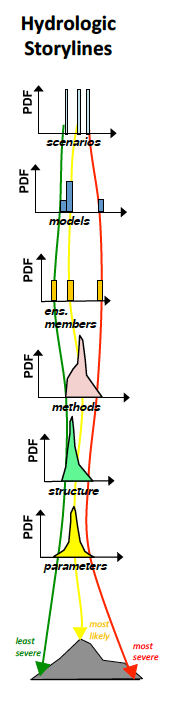 Hydrologic
Storylines
PDF
scenarios
PDF
models
PDF
ens.
members
PDF
methods
PDF
structure
PDF
parameters
least
severe
most
likely
most
severe